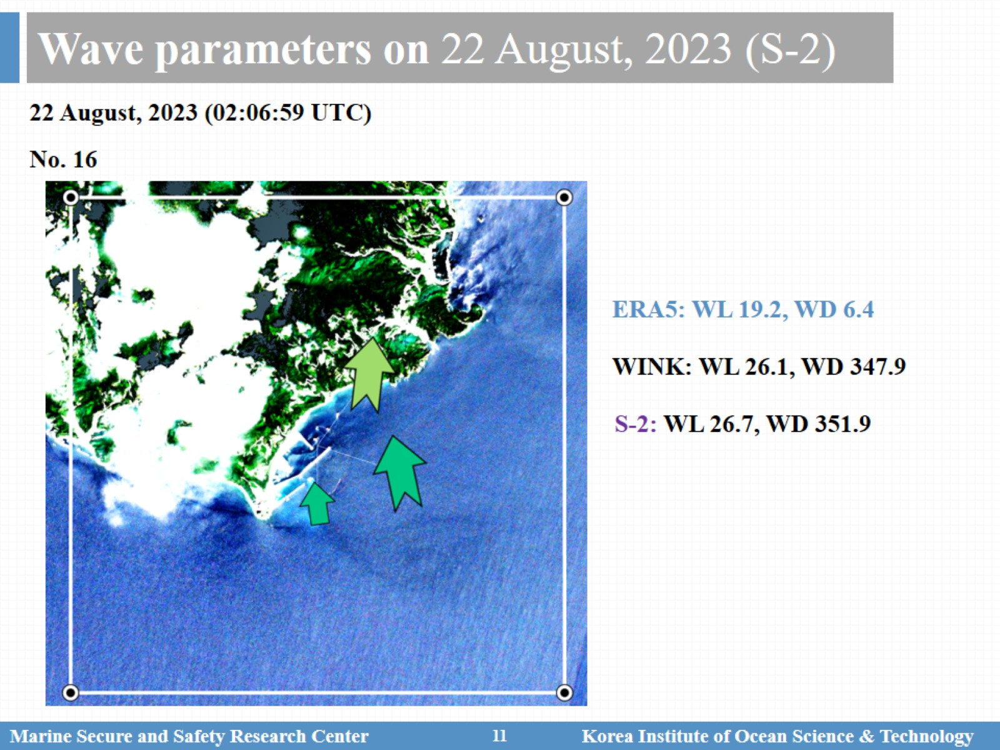 Wave parameters on 22 August, 2023 (S-2)
22 August, 2023 (02:06:59 UTC)
No. 16
ERA5: WL 19.2, WD 6.4
WINK: WL 26.1, WD 347.9
S-2: WL 26.7, WD 351.9
Marine Secure and Safety Research Center
11
Korea Institute of Ocean Science & Technology